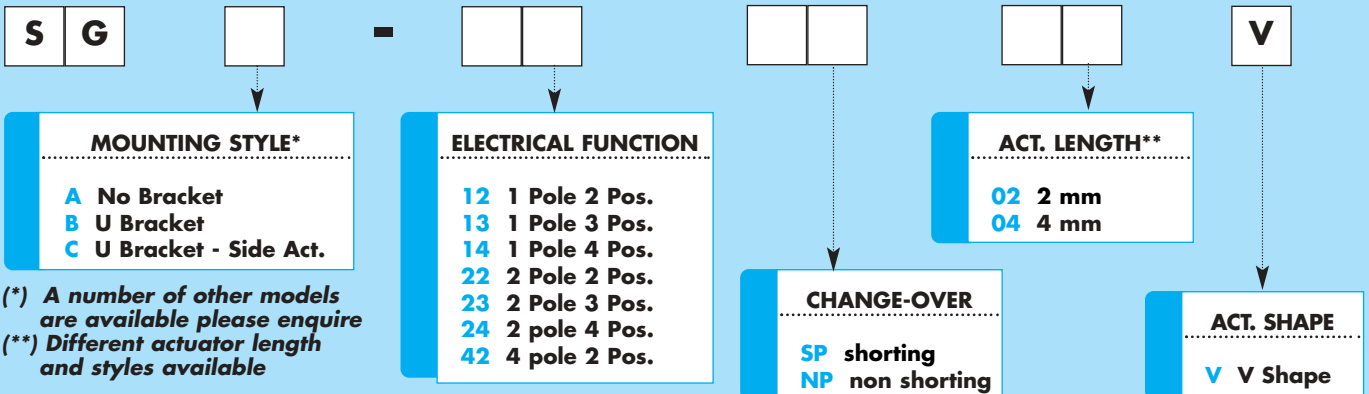 S G - V
MOUNTING STYLE*
A No Bracket
B U Bracket
C U Bracket - Side Act.
(*) A number of other models
are available please enquire
(**) Different actuator length
and styles available
ELECTRICAL FUNCTION
12 1 Pole 2 Pos.
13 1 Pole 3 Pos.
14 1 Pole 4 Pos.
22 2 Pole 2 Pos.
23 2 Pole 3 Pos.
24 2 pole 4 Pos.
42 4 pole 2 Pos.
CHANGE-OVER
SP shorting
NP non shorting
ACT. LENGTH**
02 2 mm
04 4 mm
ACT. SHAPE
V V Shape